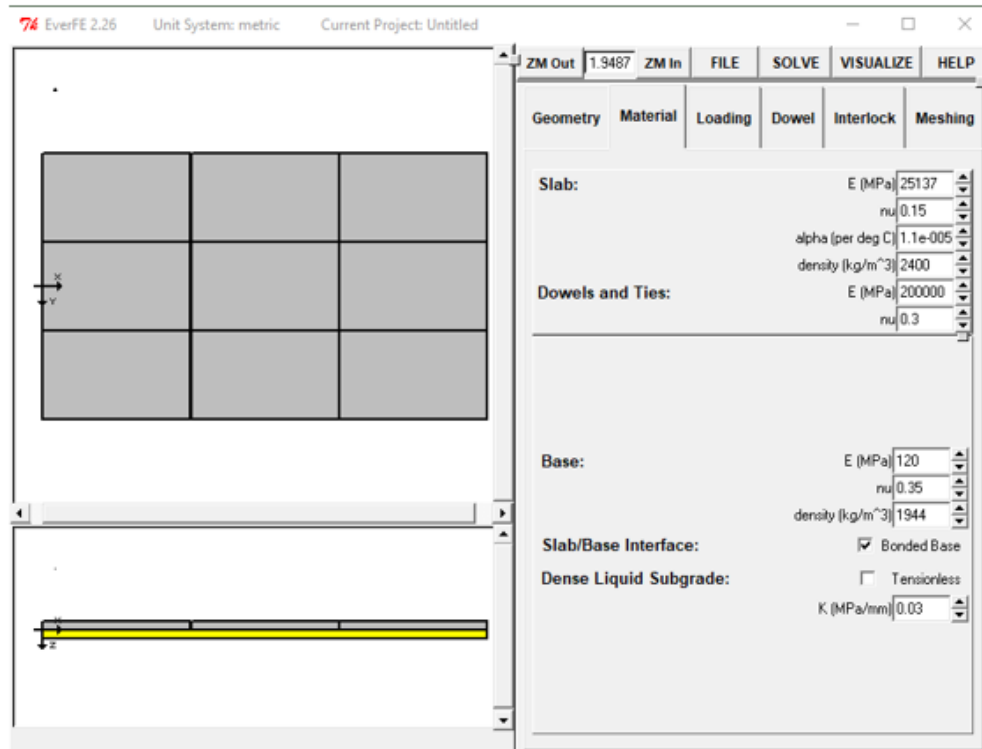 7k EverFE 2.26 Unit System: metric Current Project: Untitled
ZM Out 1.9487 ZM In FILE SOLVE VISUALIZE HELP
Geometry Material Loading Dowel Interlock Meshing
Slab: E (MPa) 25137
nu 0.15
alpha (per deg C) 1.1e-005
density (kg/m^3) 2400
Dowels and Ties: E (MPa) 200000
nu 0.3
X
Y
Base: E (MPa) 120
nu 0.35
density (kg/m^3) 1944
Slab/Base Interface: Bonded Base
Dense Liquid Subgrade: Tensionless
K (MPa/mm) 0.03
X
Z